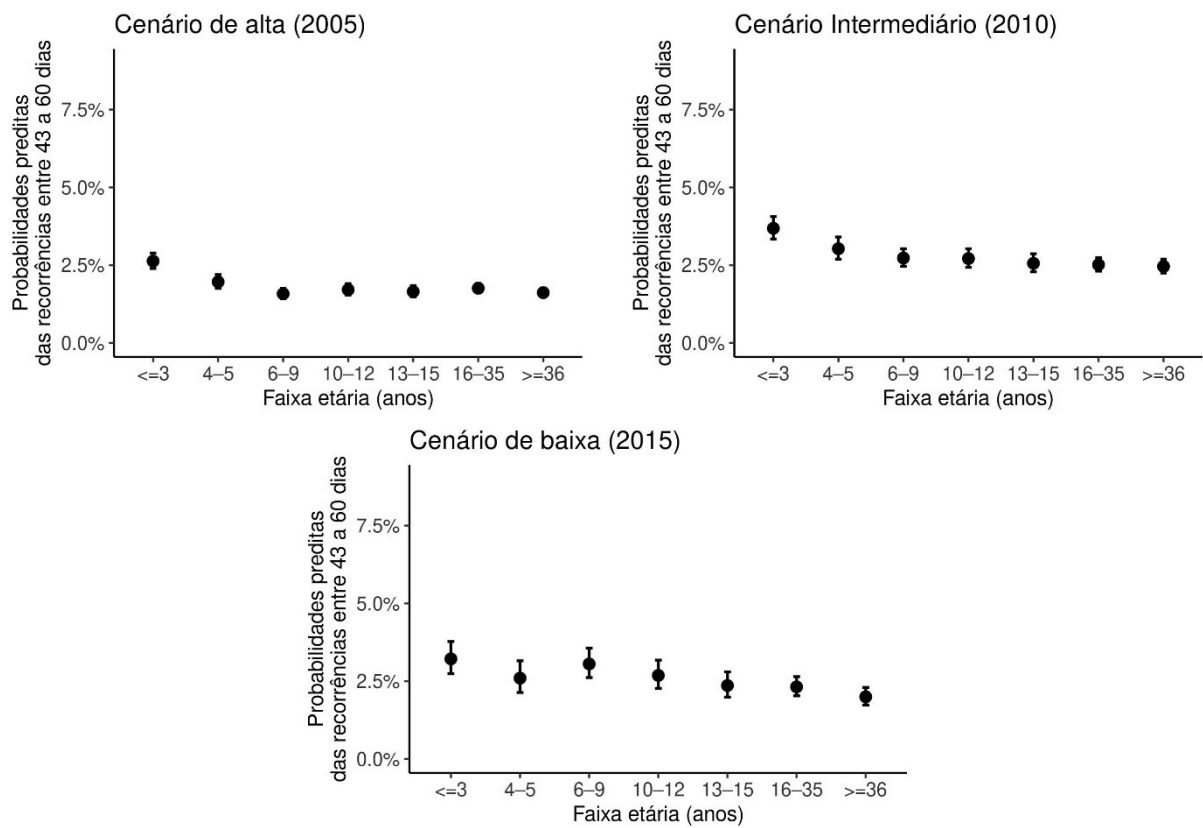 Cenário de alta (2005)
Probabilidades preditas
das recorrências entre 43 a 60 dias
7.5%
5.0%
2.5%
0.0%
<=3 4–5 6–9 10–12 13–15 16–35 >=36
Faixa etária (anos)
Cenário Intermediário (2010)
Probabilidades preditas
das recorrências entre 43 a 60 dias
7.5%
5.0%
2.5%
0.0%
<=3 4–5 6–9 10–12 13–15 16–35 >=36
Faixa etária (anos)
Cenário de baixa (2015)
Probabilidades preditas
das recorrências entre 43 a 60 dias
7.5%
5.0%
2.5%
0.0%
<=3 4–5 6–9 10–12 13–15 16–35 >=36
Faixa etária (anos)